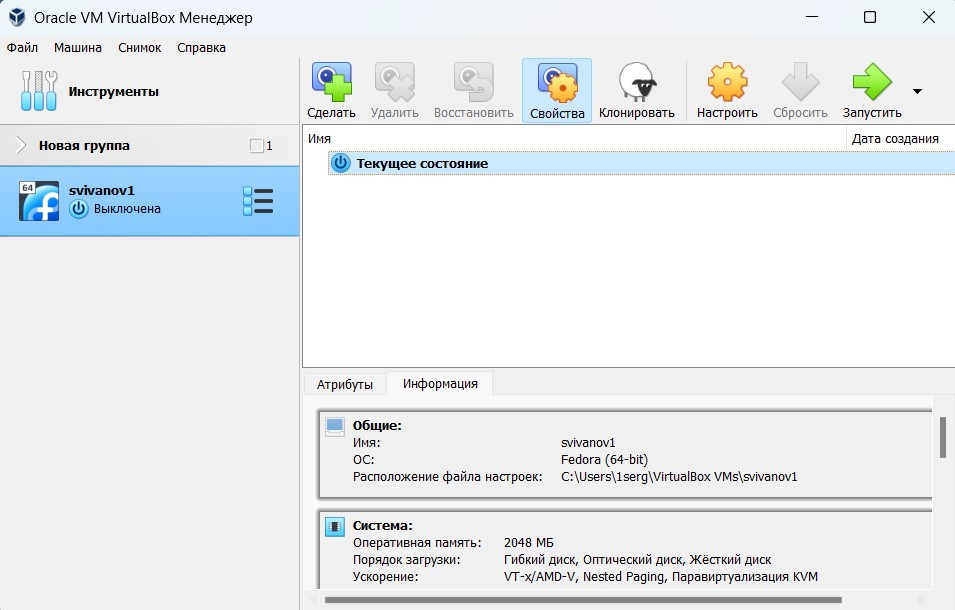 Oracle VM VirtualBox Менеджер
Файл Машина Снимок Справка
Инструменты
Сделать Удалить Восстановить Свойства Клонировать Настроить Сбросить Запустить
Новая группа 1
64
svivanov1
Выключена
Имя Дата создания
Текущее состояние
Атрибуты Информация
Общие:
Имя: svivanov1
ОС: Fedora (64-bit)
Расположение файла настроек: C:\Users\1serg\VirtualBox VMs\svivanov1
Система:
Оперативная память: 2048 МБ
Порядок загрузки: Гибкий диск, Оптический диск, Жёсткий диск
Ускорение: VT-x/AMD-V, Nested Paging, Паравиртуализация KVM